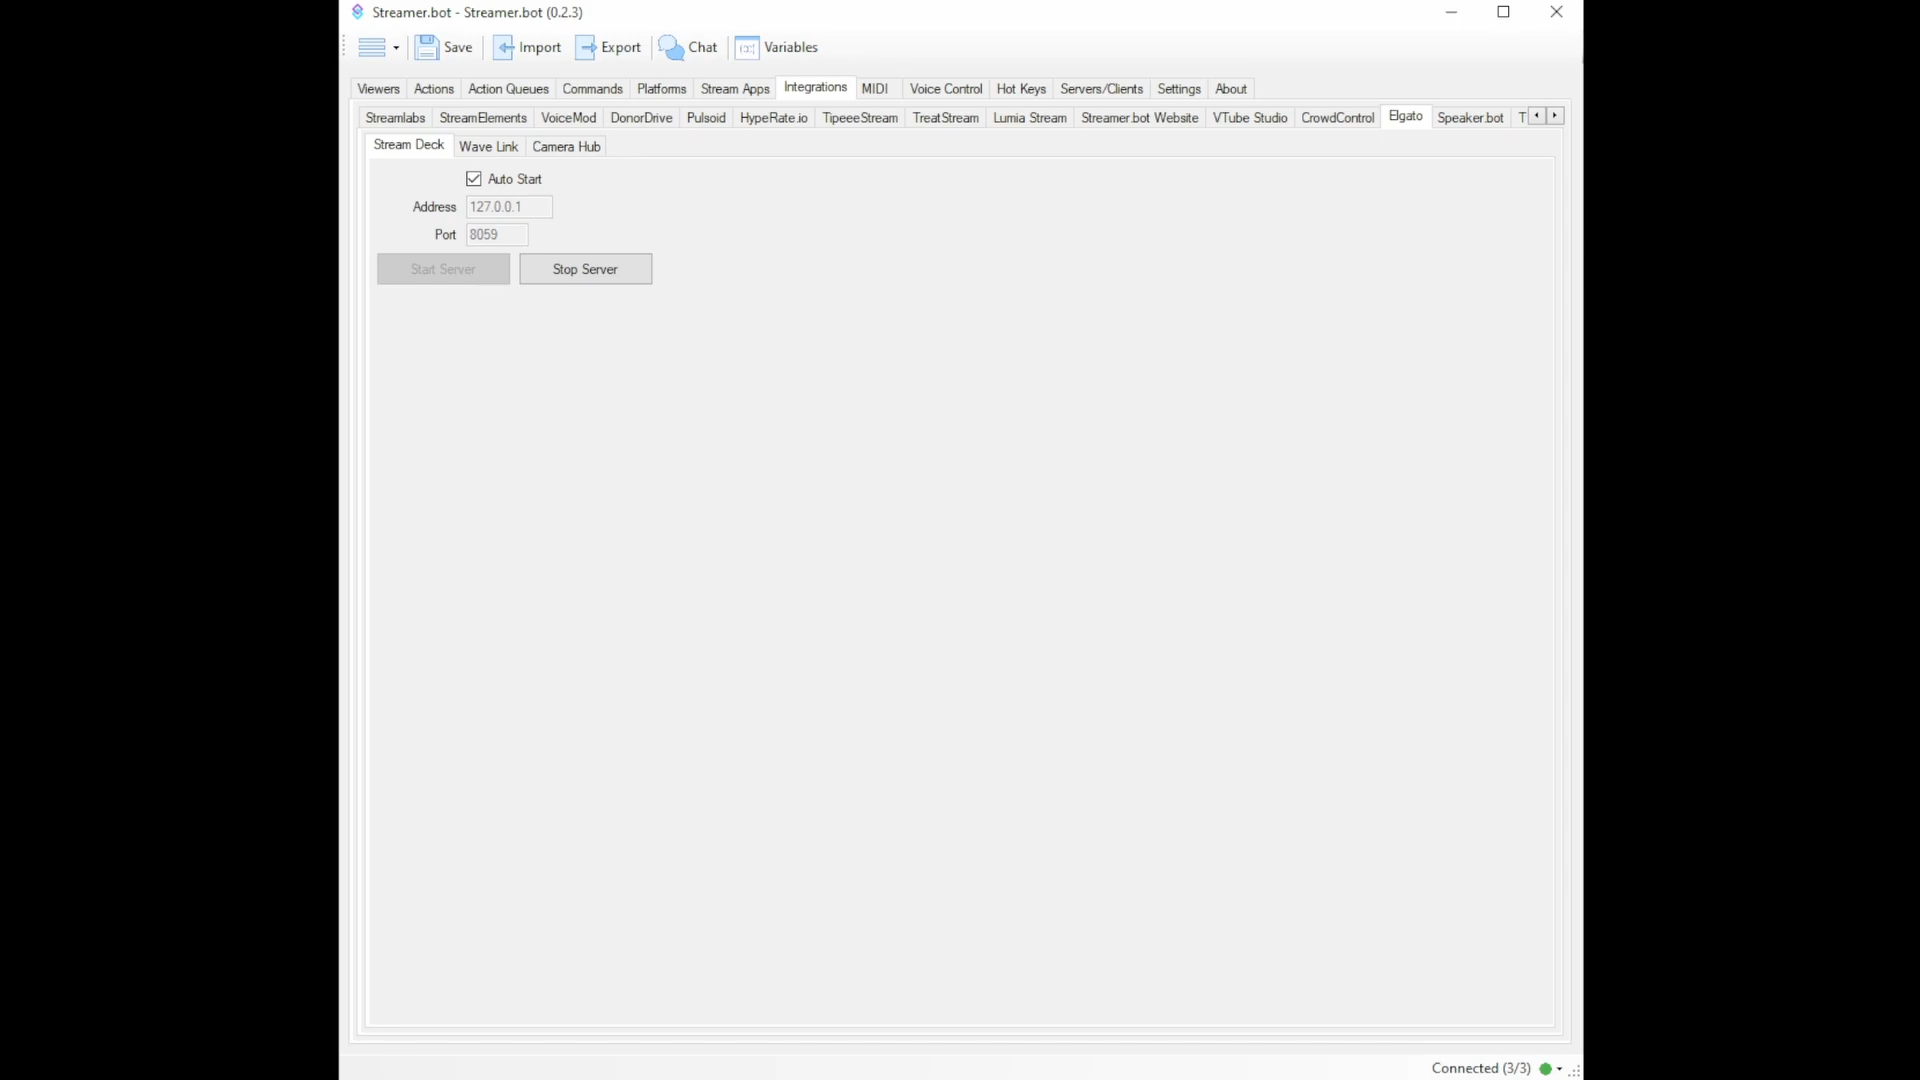 Streamer.bot - Streamer.bot (0.2.3)
Save Import Export Chat Variables
Viewers Actions Action Queues Commands Platforms Stream Apps Integrations MIDI Voice Control Hot Keys Servers/Clients Settings About
Streamlabs StreamElements VoiceMod DonorDrive Pulsoid HypeRate.io TipeeeStream TreatStream Lumia Stream Streamer.bot Website VTube Studio CrowdControl Elgato Speaker.bot T
Stream Deck Wave Link Camera Hub
Auto Start
Address 127.0.0.1
Port 8059
Start Server Stop Server
Connected (3/3)